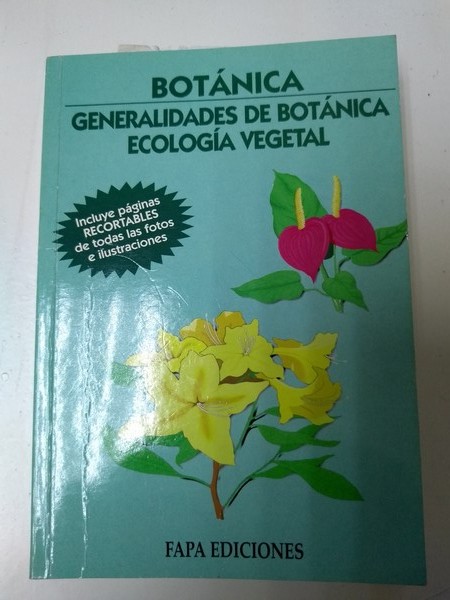 BOTÁNICA
GENERALIDADES DE BOTÁNICA
ECOLOGÍA VEGETAL
Incluye páginas
RECORTABLES
de todas las fotos
e ilustraciones
FAPA EDICIONES